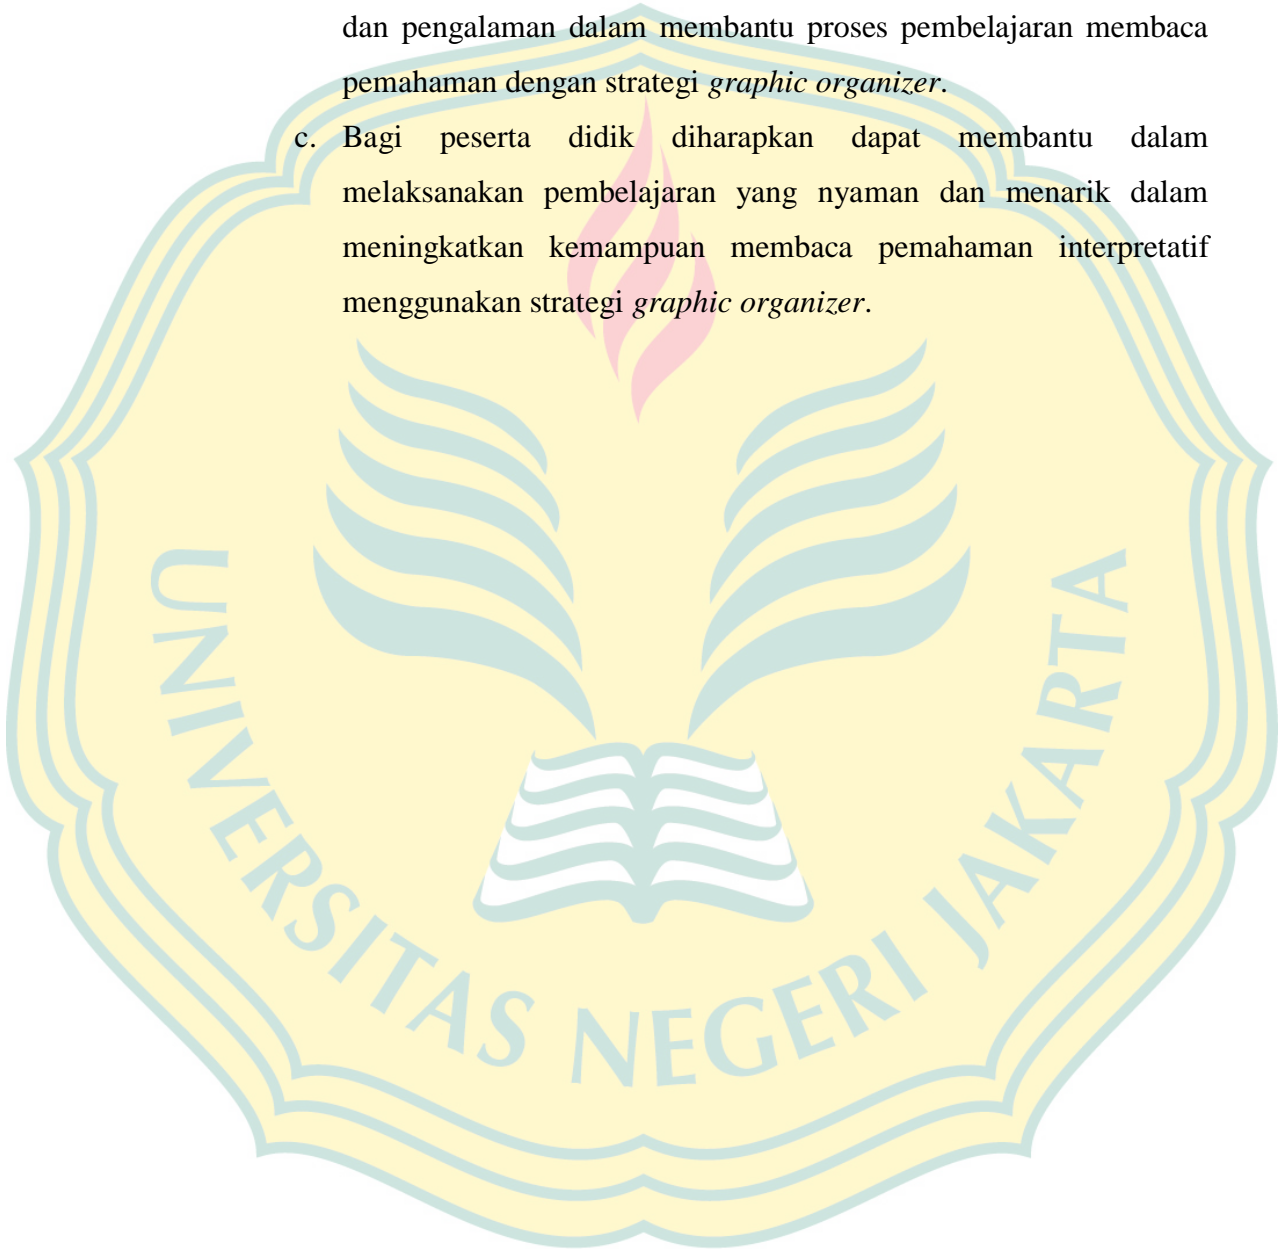 dan pengalaman dalam membantu proses pembelajaran membaca
pemahaman dengan strategi graphic organizer.
c. Bagi peserta didik diharapkan dapat membantu dalam
melaksanakan pembelajaran yang nyaman dan menarik dalam
meningkatkan kemampuan membaca pemahaman interpretatif
menggunakan strategi graphic organizer.
UNIVERSITAS NEGERI JAKARTA